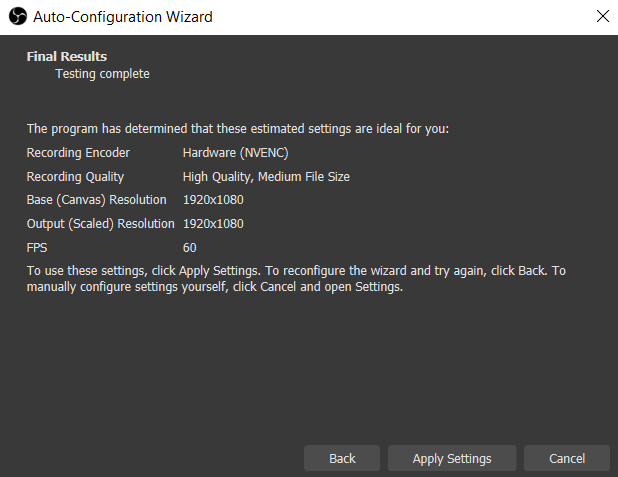 Auto-Configuration Wizard
Final Results
Testing complete
The program has determined that these estimated settings are ideal for you:
Recording Encoder Hardware (NVENC)
Recording Quality High Quality, Medium File Size
Base (Canvas) Resolution 1920x1080
Output (Scaled) Resolution 1920x1080
FPS 60
To use these settings, click Apply Settings. To reconfigure the wizard and try again, click Back. To
manually configure settings yourself, click Cancel and open Settings.
Back Apply Settings Cancel